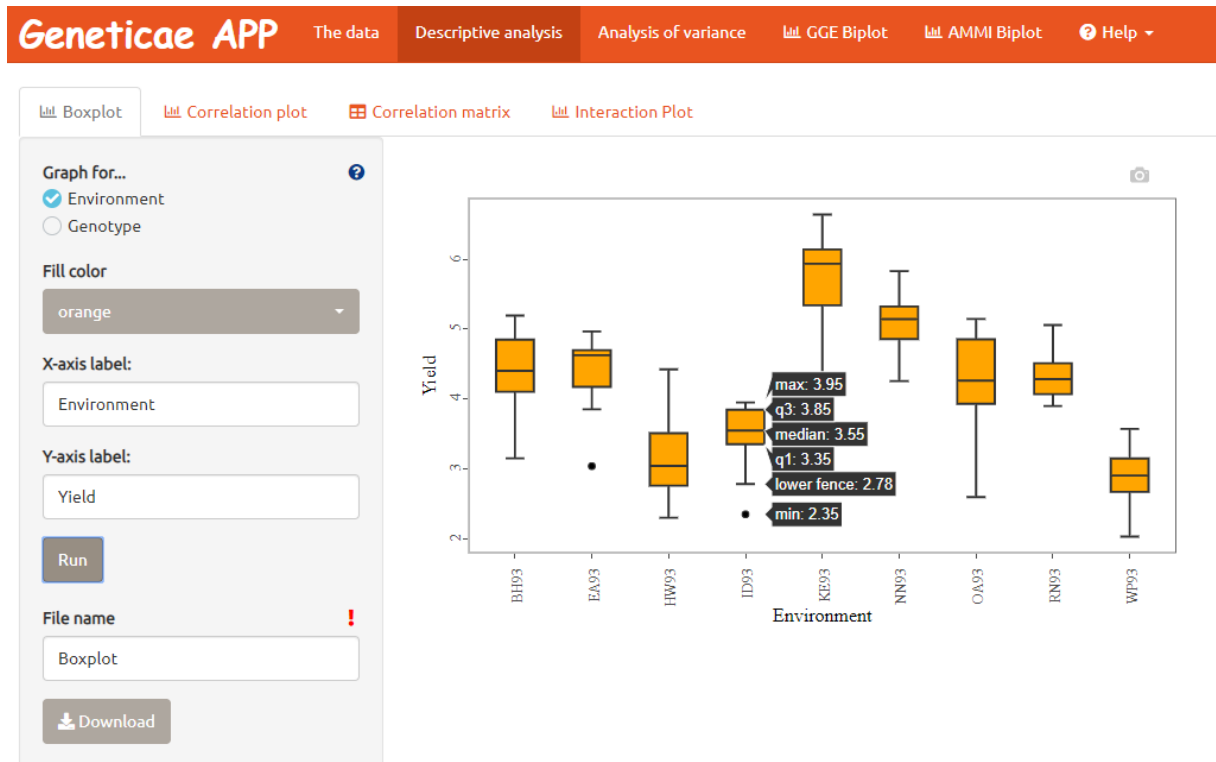 Geneticae APP The data Descriptive analysis Analysis of variance GGE Biplot AMMI Biplot Help
Boxplot Correlation plot Correlation matrix Interaction Plot
Graph for...
Environment
Genotype
Fill color
orange
X-axis label:
Environment
Y-axis label:
Yield
Run
File name
Boxplot
Download
Yield
6
5
4
3
2
max: 3.95
q3: 3.85
median: 3.55
q1: 3.35
lower fence: 2.78
min: 2.35
BH93 EA93 HW93 ID93 KE93 NN93 OA93 RN93 WP93
Environment